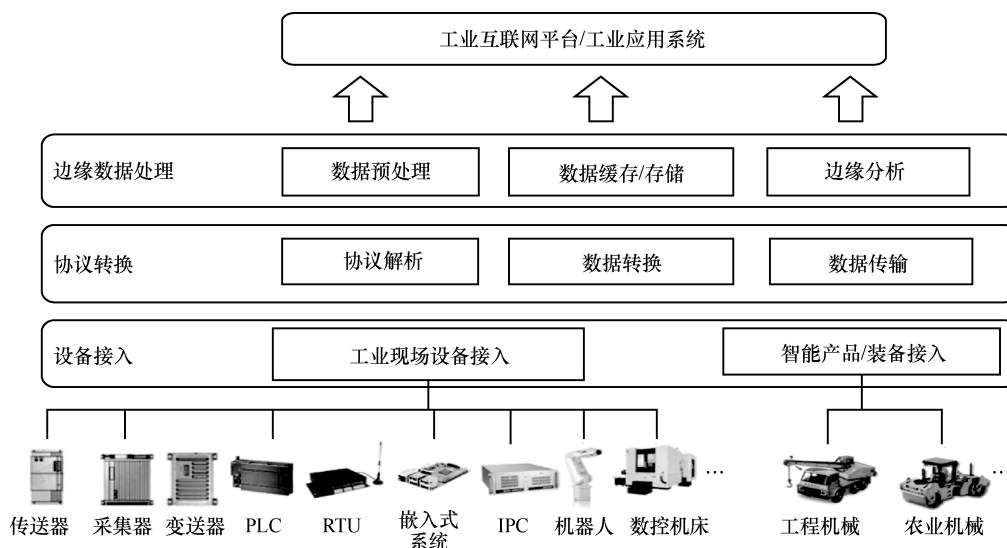 工业互联网平台/工业应用系统
边缘数据处理
数据预处理
数据缓存/存储
边缘分析
协议转换
协议解析
数据转换
数据传输
设备接入
工业现场设备接入
智能产品/装备接入
...
...
传送器
采集器
变送器
PLC
RTU
嵌入式
系统
IPC
机器人
数控机床
工程机械
农业机械